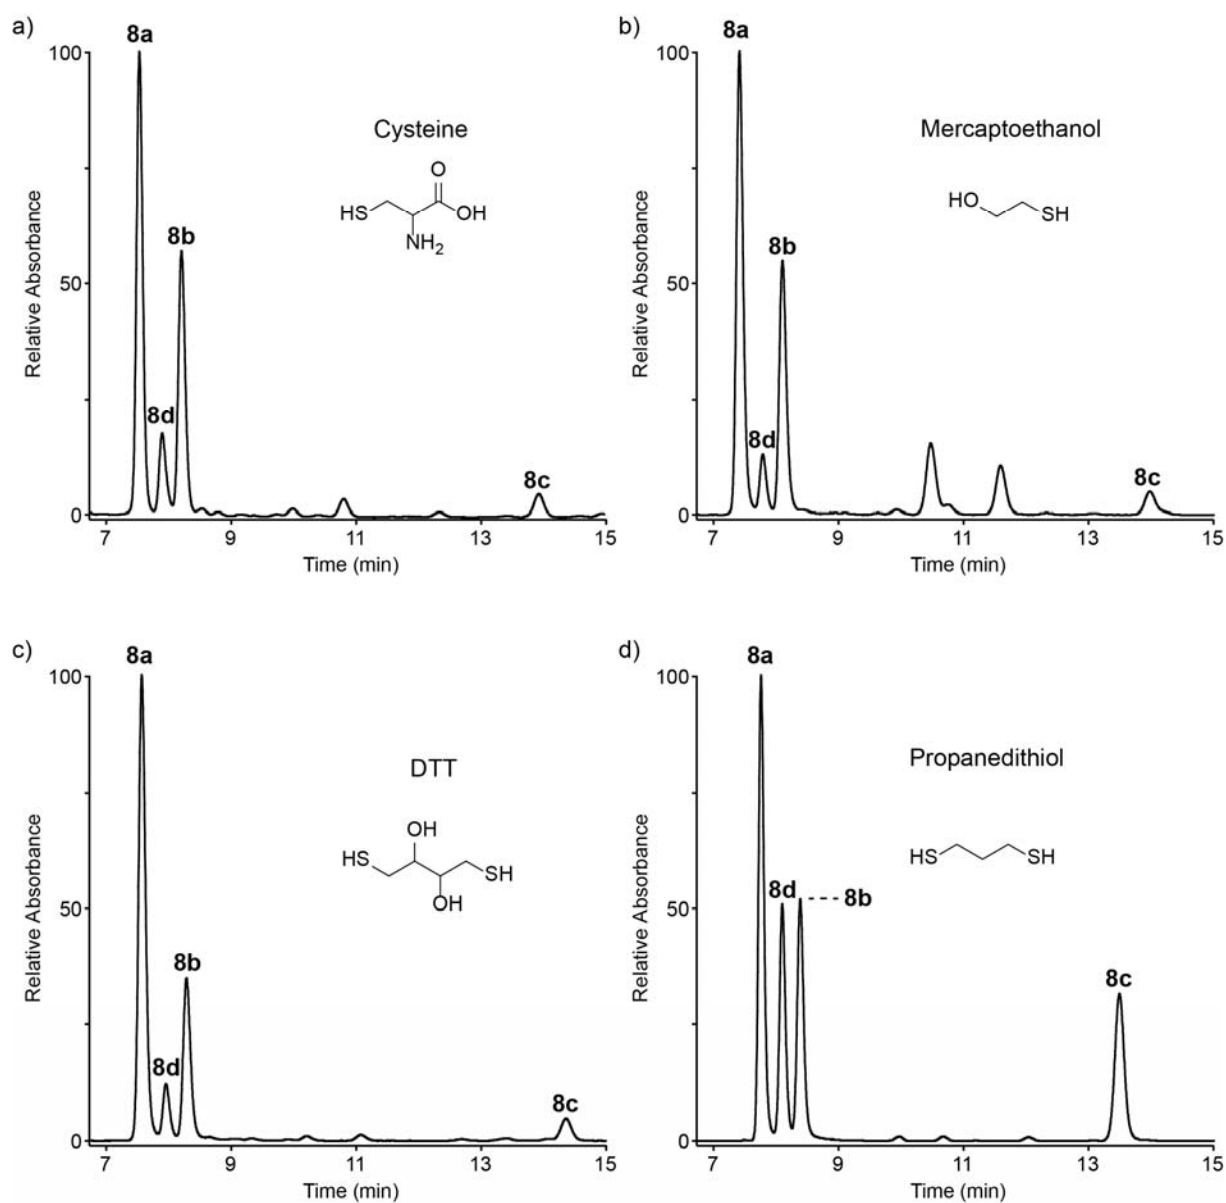 a)
8a
100
Cysteine
O
HS
OH
NH2
8b
50
8d
8c
0
7 9 11 13 15
Relative Absorbance
Time (min)
b)
8a
100
Mercaptoethanol
HO
SH
8b
50
8d
8c
0
7 9 11 13 15
Relative Absorbance
Time (min)
c)
8a
100
DTT
OH
HS
SH
OH
50
8b
8d
8c
0
7 9 11 13 15
Relative Absorbance
Time (min)
d)
8a
100
Propanedithiol
HS SH
8d 8b
50
8c
0
7 9 11 13 15
Relative Absorbance
Time (min)